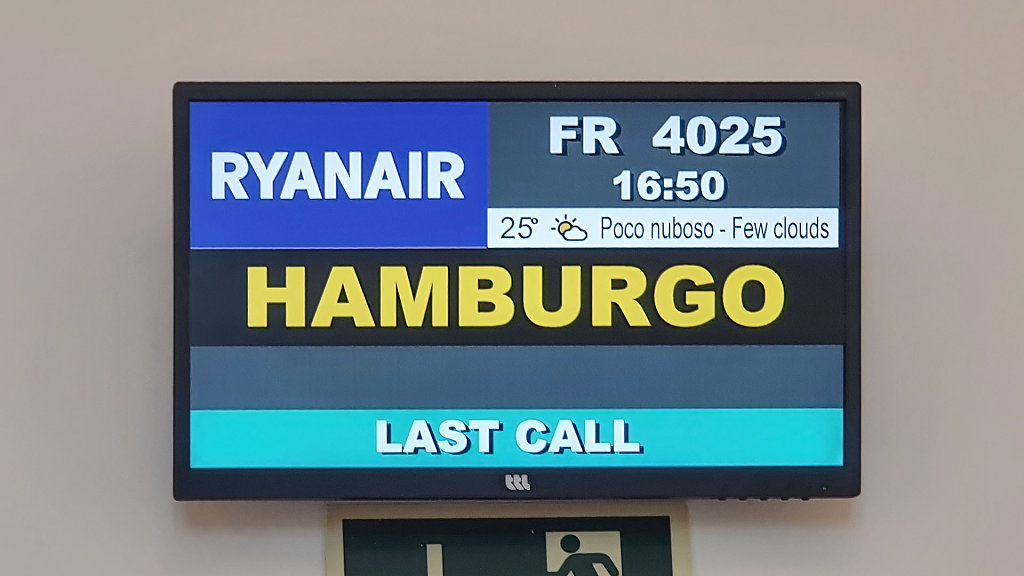 RYANAIR
FR 4025
16:50
25° Poco nuboso - Few clouds
HAMBURGO
LAST CALL